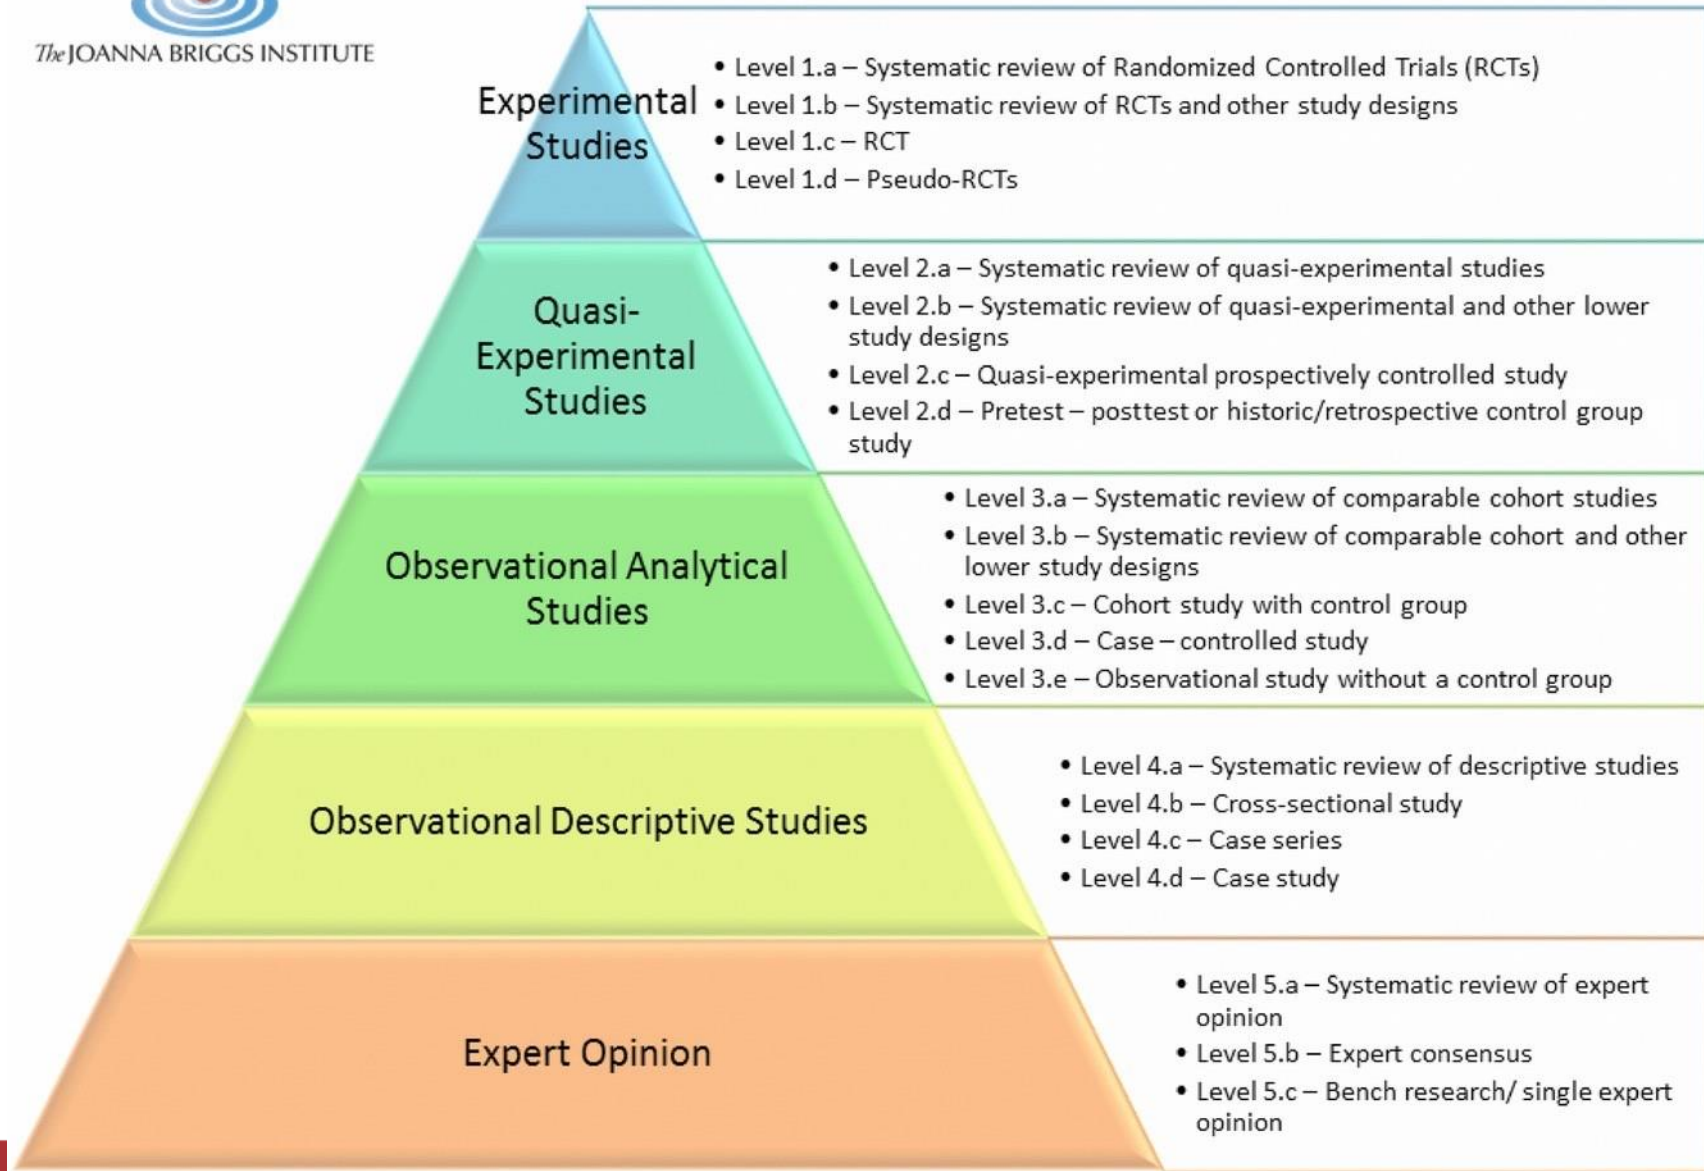 The JOANNA BRIGGS INSTITUTE
Experimental
Studies
• Level 1.a – Systematic review of Randomized Controlled Trials (RCTs)
• Level 1.b – Systematic review of RCTs and other study designs
• Level 1.c – RCT
• Level 1.d – Pseudo-RCTs
Quasi-
Experimental
Studies
• Level 2.a – Systematic review of quasi-experimental studies
• Level 2.b – Systematic review of quasi-experimental and other lower
study designs
• Level 2.c – Quasi-experimental prospectively controlled study
• Level 2.d – Pretest – posttest or historic/retrospective control group
study
Observational Analytical
Studies
• Level 3.a – Systematic review of comparable cohort studies
• Level 3.b – Systematic review of comparable cohort and other
lower study designs
• Level 3.c – Cohort study with control group
• Level 3.d – Case – controlled study
• Level 3.e – Observational study without a control group
Observational Descriptive Studies
• Level 4.a – Systematic review of descriptive studies
• Level 4.b – Cross-sectional study
• Level 4.c – Case series
• Level 4.d – Case study
Expert Opinion
• Level 5.a – Systematic review of expert
opinion
• Level 5.b – Expert consensus
• Level 5.c – Bench research/ single expert
opinion